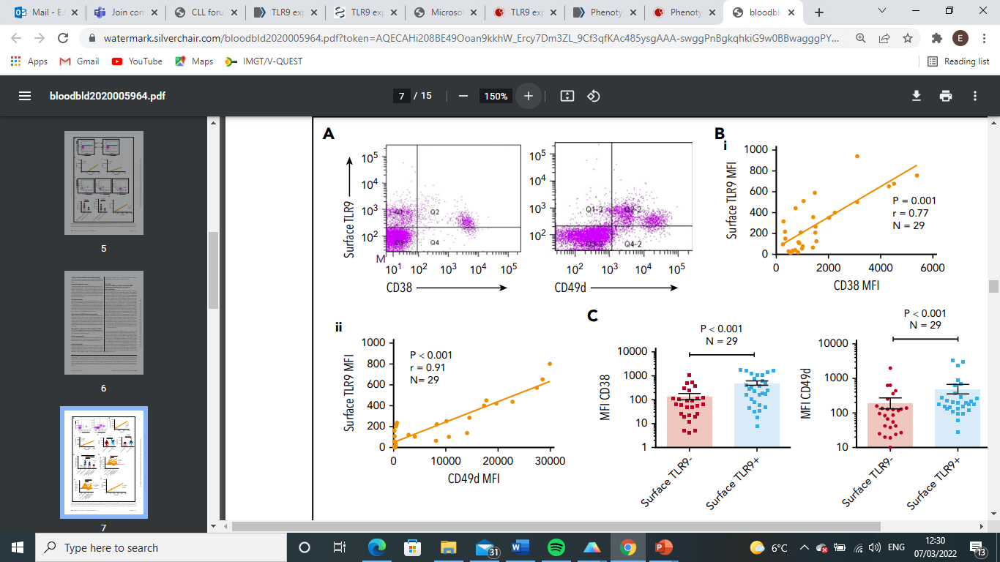 Mail - E.
Join con
CLL foru
TLR9 exp
TLR9 exp
Microso
TLR9 exp
Phenoty
Phenoty
bloodbl
watermark.silverchair.com/bloodbld2020005964.pdf?token=AQECAHi208BE49Ooan9kkhW_Ercy7Dm3ZL_9Cf3qfKAc485ysgAAA-swggPnBgkqhkiG9w0BBwagggPY...
E
Apps
Gmail
YouTube
Maps
IMGT/V-QUEST
Reading list
bloodbld2020005964.pdf
7 / 15
150%
5
6
7
A
Surface TLR9
10⁵
10⁴
10³
10²
Q1
Q2
Q4
M
10¹ 10² 10³ 10⁴ 10⁵
CD38
10⁵
10⁴
10³
10²
Q1-2
Q2-2
Q3-2
Q4-2
10² 10³ 10⁴ 10⁵
CD49d
B
i
Surface TLR9 MFI
1000
800
600
400
200
0
P = 0.001
r = 0.77
N = 29
0 2000 4000 6000
CD38 MFI
ii
Surface TLR9 MFI
1000
800
600
400
200
0
P < 0.001
r = 0.91
N= 29
0 10000 20000 30000
CD49d MFI
C
P < 0.001
N = 29
MFI CD38
10000
1000
100
10
1
Surface TLR9-
Surface TLR9+
P < 0.001
N = 29
MFI CD49d
10000
1000
100
10
Surface TLR9-
Surface TLR9+
Type here to search
31
6°C
ENG
12:30
07/03/2022
13